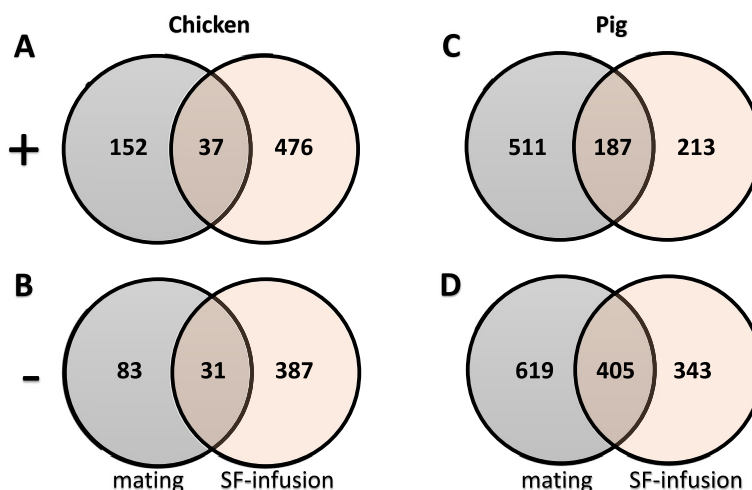 Chicken Pig
A C
+ 152 37 476 511 187 213
B D
- 83 31 387 619 405 343
mating SF-infusion mating SF-infusion